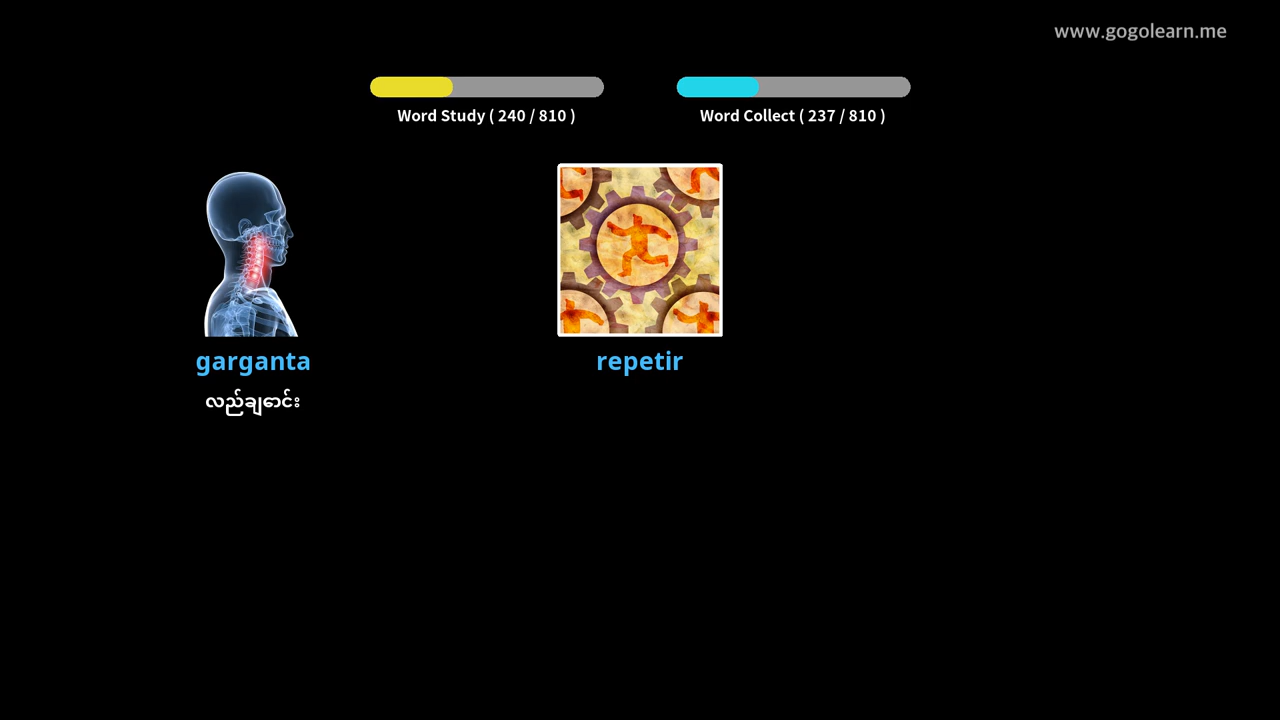 www.gogolearn.me
Word Study ( 240 / 810 )
Word Collect ( 237 / 810 )
garganta
repetir
လည်ချောင်း